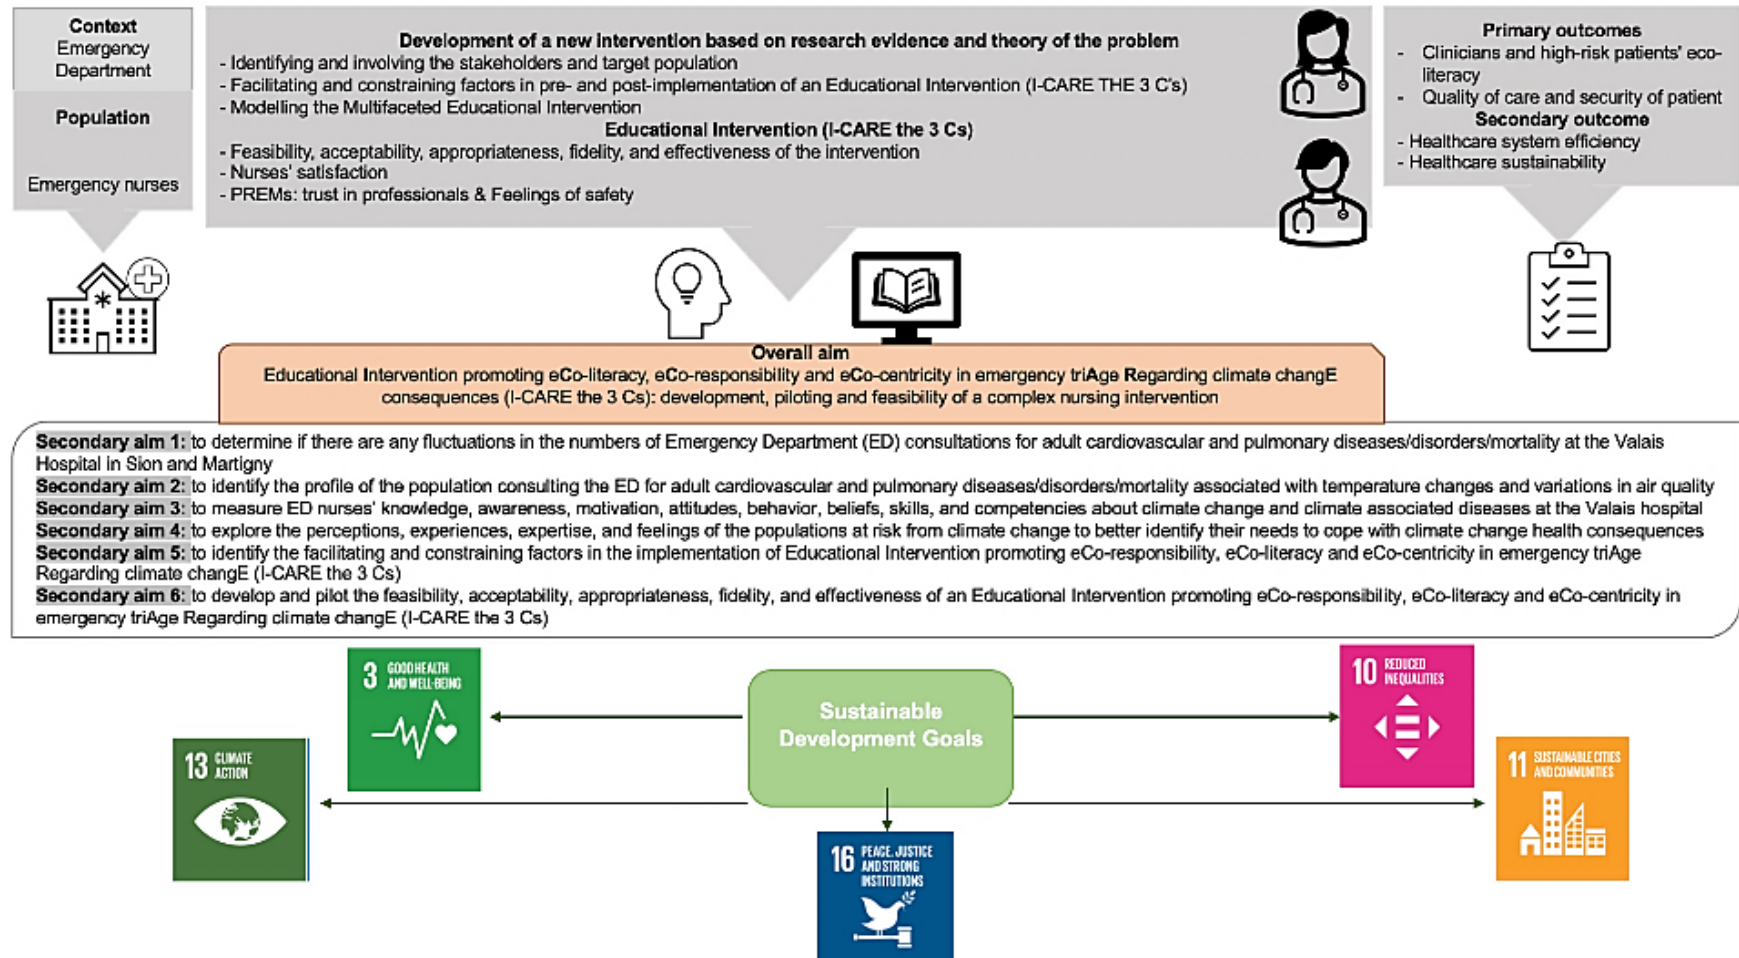 Context
Emergency
Department
Population
Emergency nurses
Development of a new intervention based on research evidence and theory of the problem
- Identifying and involving the stakeholders and target population
- Facilitating and constraining factors in pre- and post-implementation of an Educational Intervention (I-CARE THE 3 C's)
- Modelling the Multifaceted Educational Intervention
Educational Intervention (I-CARE the 3 Cs)
- Feasibility, acceptability, appropriateness, fidelity, and effectiveness of the intervention
- Nurses' satisfaction
- PREMs: trust in professionals & Feelings of safety
Primary outcomes
- Clinicians and high-risk patients' eco-
literacy
- Quality of care and security of patient
Secondary outcome
- Healthcare system efficiency
- Healthcare sustainability
Overall aim
Educational Intervention promoting eCo-literacy, eCo-responsibility and eCo-centricity in emergency triAge Regarding climate changE
consequences (I-CARE the 3 Cs): development, piloting and feasibility of a complex nursing intervention
Secondary aim 1: to determine if there are any fluctuations in the numbers of Emergency Department (ED) consultations for adult cardiovascular and pulmonary diseases/disorders/mortality at the Valais
Hospital in Sion and Martigny
Secondary aim 2: to identify the profile of the population consulting the ED for adult cardiovascular and pulmonary diseases/disorders/mortality associated with temperature changes and variations in air quality
Secondary aim 3: to measure ED nurses' knowledge, awareness, motivation, attitudes, behavior, beliefs, skills, and competencies about climate change and climate associated diseases at the Valais hospital
Secondary aim 4: to explore the perceptions, experiences, expertise, and feelings of the populations at risk from climate change to better identify their needs to cope with climate change health consequences
Secondary aim 5: to identify the facilitating and constraining factors in the implementation of Educational Intervention promoting eCo-responsibility, eCo-literacy and eCo-centricity in emergency triAge
Regarding climate changE (I-CARE the 3 Cs)
Secondary aim 6: to develop and pilot the feasibility, acceptability, appropriateness, fidelity, and effectiveness of an Educational Intervention promoting eCo-responsibility, eCo-literacy and eCo-centricity in
emergency triAge Regarding climate changE (I-CARE the 3 Cs)
3 GOOD HEALTH
AND WELL-BEING
Sustainable
Development Goals
10 REDUCED
INEQUALITIES
13 CLIMATE
ACTION
11 SUSTAINABLE CITIES
AND COMMUNITIES
16 PEACE, JUSTICE
AND STRONG
INSTITUTIONS